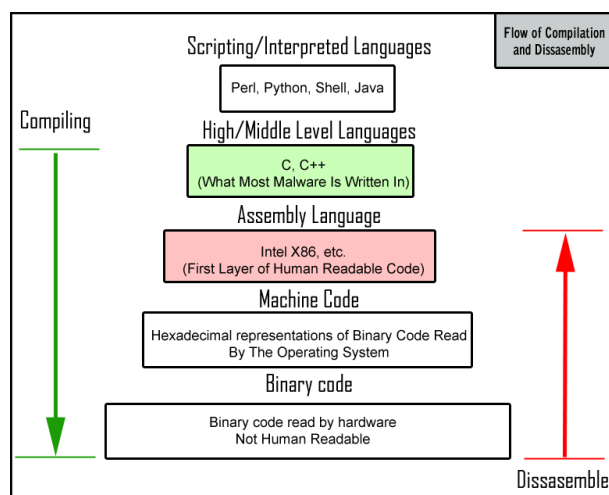 Flow of Compilation
and Dissasembly
Scripting/Interpreted Languages
Perl, Python, Shell, Java
Compiling
High/Middle Level Languages
C, C++
(What Most Malware Is Written In)
Assembly Language
Intel X86, etc.
(First Layer of Human Readable Code)
Machine Code
Hexadecimal representations of Binary Code Read
By The Operating System
Binary code
Binary code read by hardware
Not Human Readable
Dissasemble